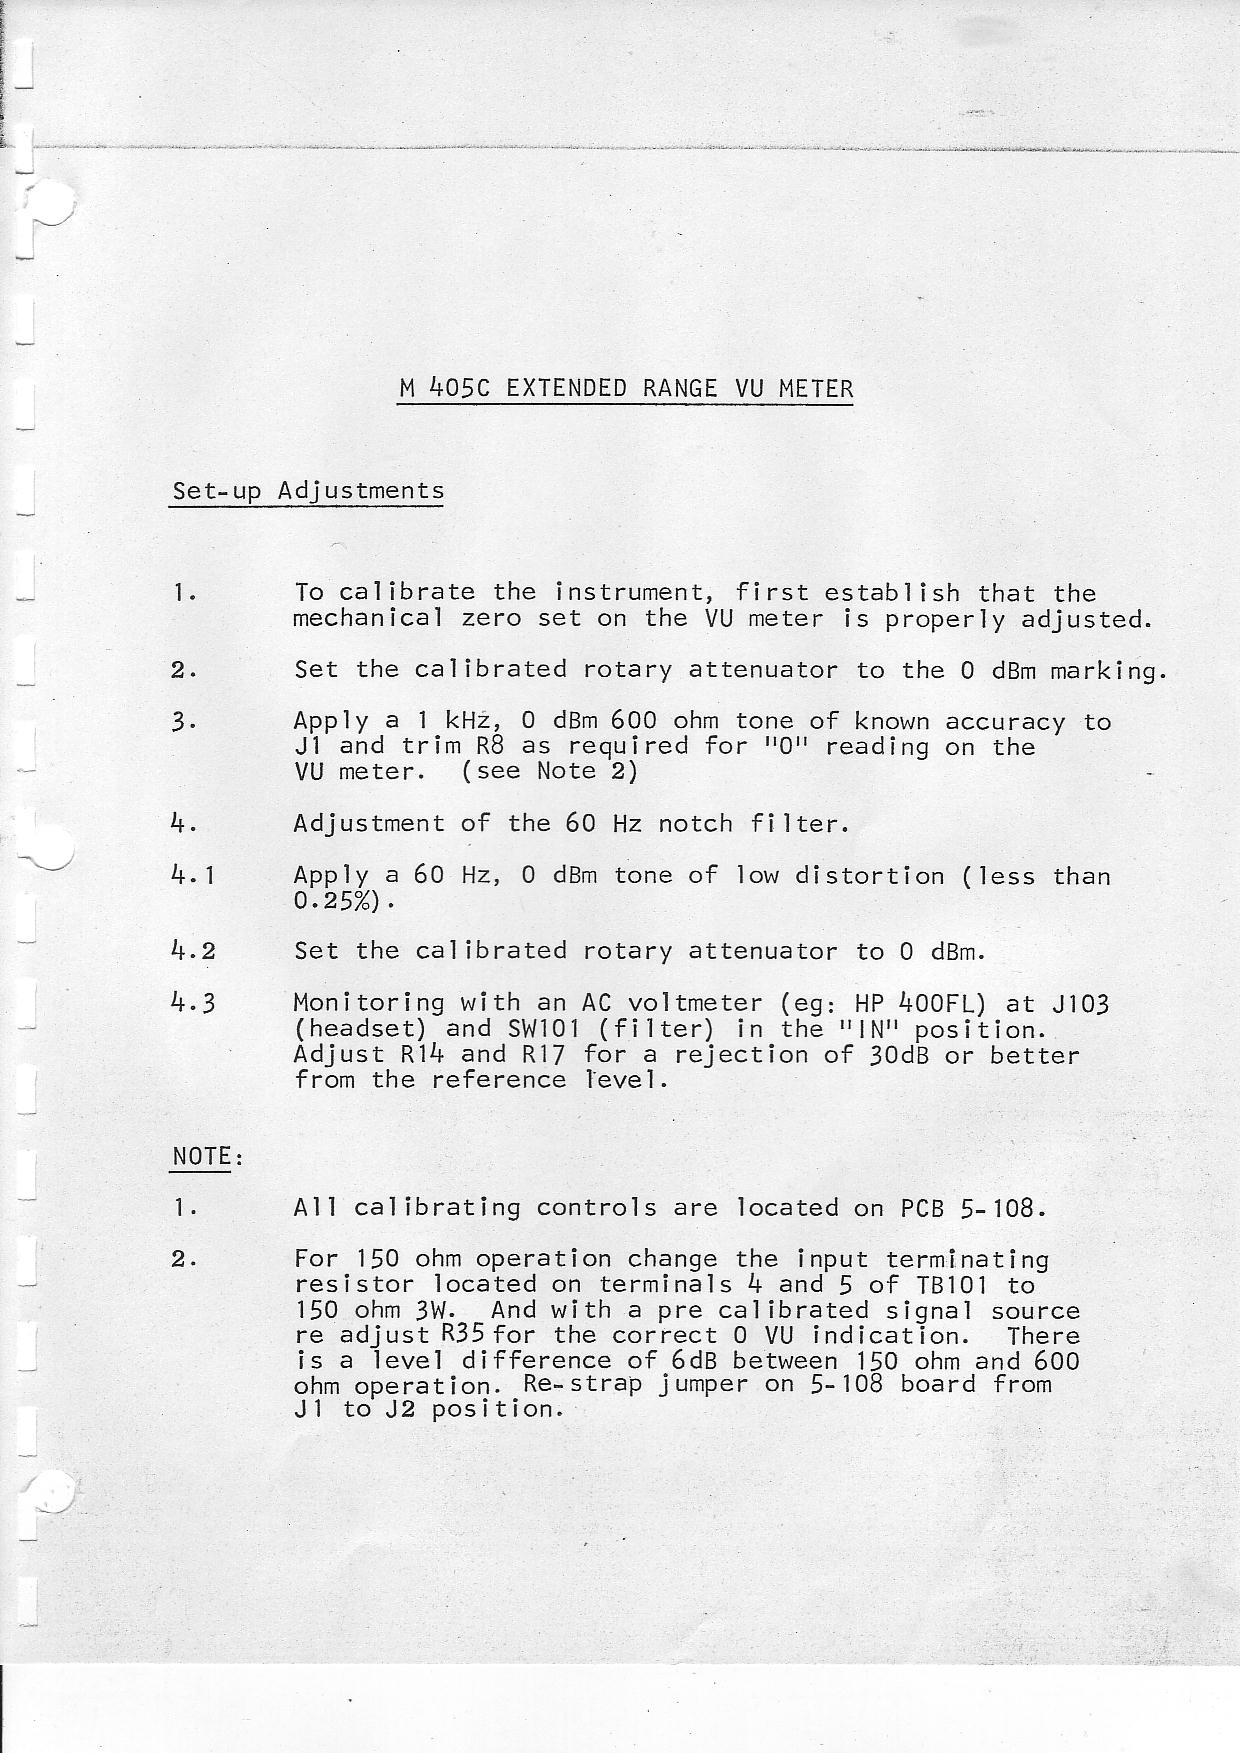 M 405C EXTENDED RANGE VU METER
Set-up Adjustments
1. To calibrate the instrument, first establish that the
mechanical zero set on the VU meter is properly adjusted.
2. Set the calibrated rotary attenuator to the 0 dBm marking.
3. Apply a 1 kHz, 0 dBm 600 ohm tone of known accuracy to
J1 and trim R8 as required for "0" reading on the
VU meter. (see Note 2)
4. Adjustment of the 60 Hz notch filter.
4.1 Apply a 60 Hz, 0 dBm tone of low distortion (less than
0.25%).
4.2 Set the calibrated rotary attenuator to 0 dBm.
4.3 Monitoring with an AC voltmeter (eg: HP 400FL) at J103
(headset) and SW101 (filter) in the "IN" position.
Adjust R14 and R17 for a rejection of 30dB or better
from the reference level.
NOTE:
1. All calibrating controls are located on PCB 5-108.
2. For 150 ohm operation change the input terminating
resistor located on terminals 4 and 5 of TB101 to
150 ohm 3W. And with a pre calibrated signal source
re adjust R35 for the correct 0 VU indication. There
is a level difference of 6dB between 150 ohm and 600
ohm operation. Re-strap jumper on 5-108 board from
J1 to J2 position.